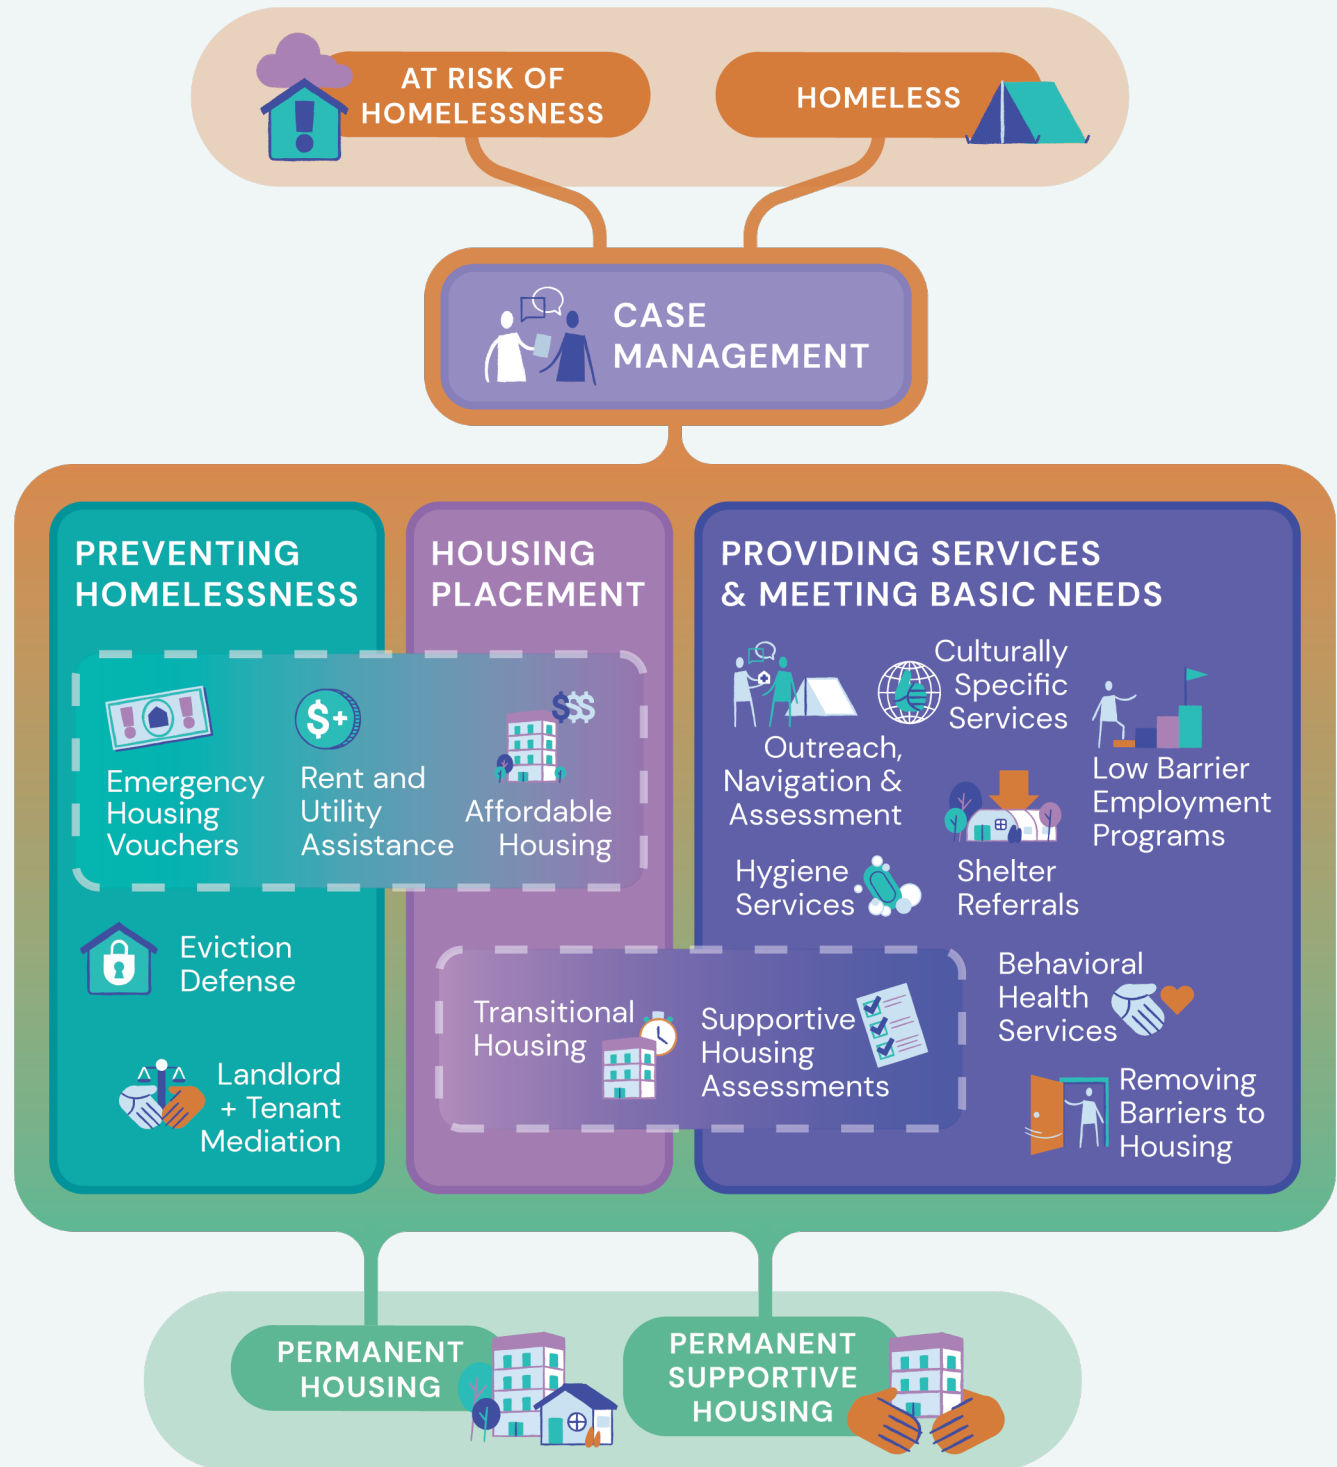 AT RISK OF
HOMELESSNESS
HOMELESS
CASE
MANAGEMENT
PREVENTING
HOMELESSNESS
Emergency
Housing
Vouchers
$+
Rent and
Utility
Assistance
Eviction
Defense
Landlord
+ Tenant
Mediation
HOUSING
PLACEMENT
$$$
Affordable
Housing
Transitional
Housing
PROVIDING SERVICES
& MEETING BASIC NEEDS
Culturally
Specific
Services
Outreach,
Navigation &
Assessment
Low Barrier
Employment
Programs
Hygiene
Services
Shelter
Referrals
Supportive
Housing
Assessments
Behavioral
Health
Services
Removing
Barriers to
Housing
PERMANENT
HOUSING
PERMANENT
SUPPORTIVE
HOUSING